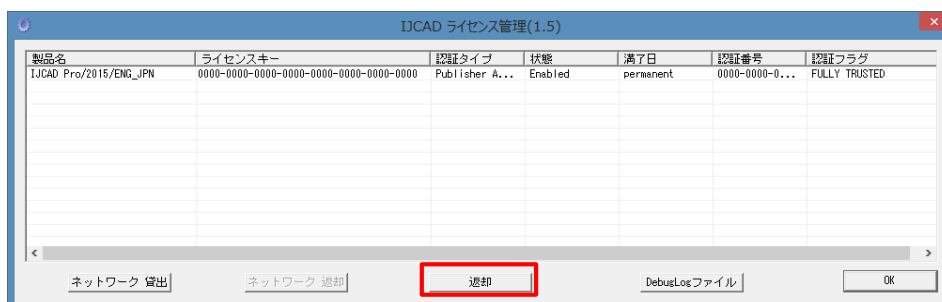 IJCAD ライセンス管理(1.5)
製品名 ライセンスキー 認証タイプ 状態 満了日 認証番号 認証フラグ
IJCAD Pro/2015/ENG_JPN 0000-0000-0000-0000-0000-0000-0000-0000 Publisher A... Enabled permanent 0000-0000-0... FULLY TRUSTED
ネットワーク 貸出 ネットワーク 返却 返却 DebugLogファイル OK